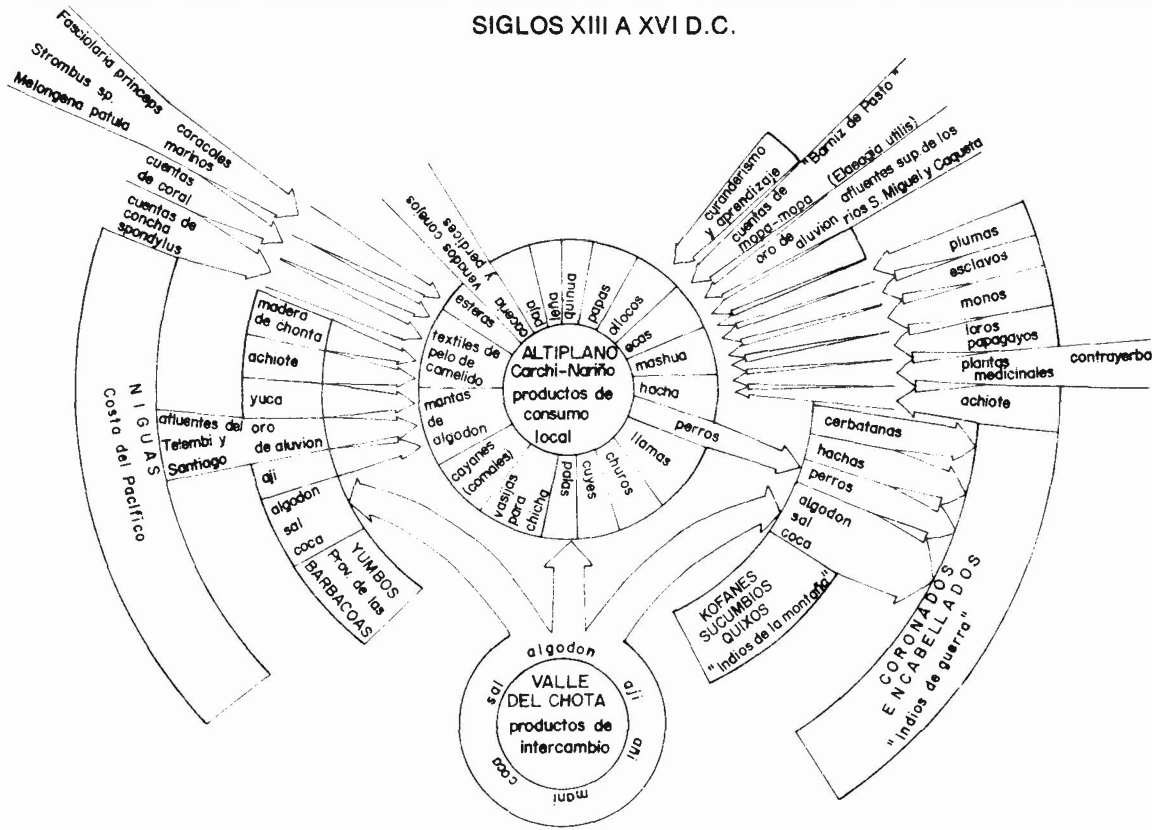 SIGLOS XIII A XVI D.C.
Fasciolaria princeps
Strombus sp.
Melongena patula
caracoles
marinos
cuentas
de coral
cuentas de
concha
spondylus
NIGUAS
Costa del Pacifico
madera
de chonta
achiote
yuca
afluentes del
Telembi y
Santiago
oro
de aluvion
aji
algodon
sal
coca
YUMBOS
Prov. de las
BARBACOAS
venados conejos
y perdices
caceria
esteras
textiles de
pelo de
camelido
mantas
de
algodon
cayanes
(comales)
vasijas
para
chicha
palas
cuyes
churos
llamas
hacha
mashua
ocas
ollocos
papas
quinua
leña
paja
ALTIPLANO
Carchi-Nariño
productos de
consumo
local
perros
curanderismo
y aprendizaje
cuentas de
mopa-mopa
"Barniz de Pasto"
(Elaeagia utilis)
oro de
aluvion
afluentes sup. de los
rios S. Miguel y Caqueta
plumas
esclavos
monos
loros
papagayos
plantas
medicinales
contrayerba
achiote
cerbatanas
hachas
perros
algodon
sal
coca
KOFANES
SUCUMBIOS
QUIXOS
"Indios de la montaña"
CORONADOS
ENCABELLADOS
"Indios de guerra"
algodon
sal
aji
añi
mani
coca
VALLE
DEL CHOTA
productos de
intercambio